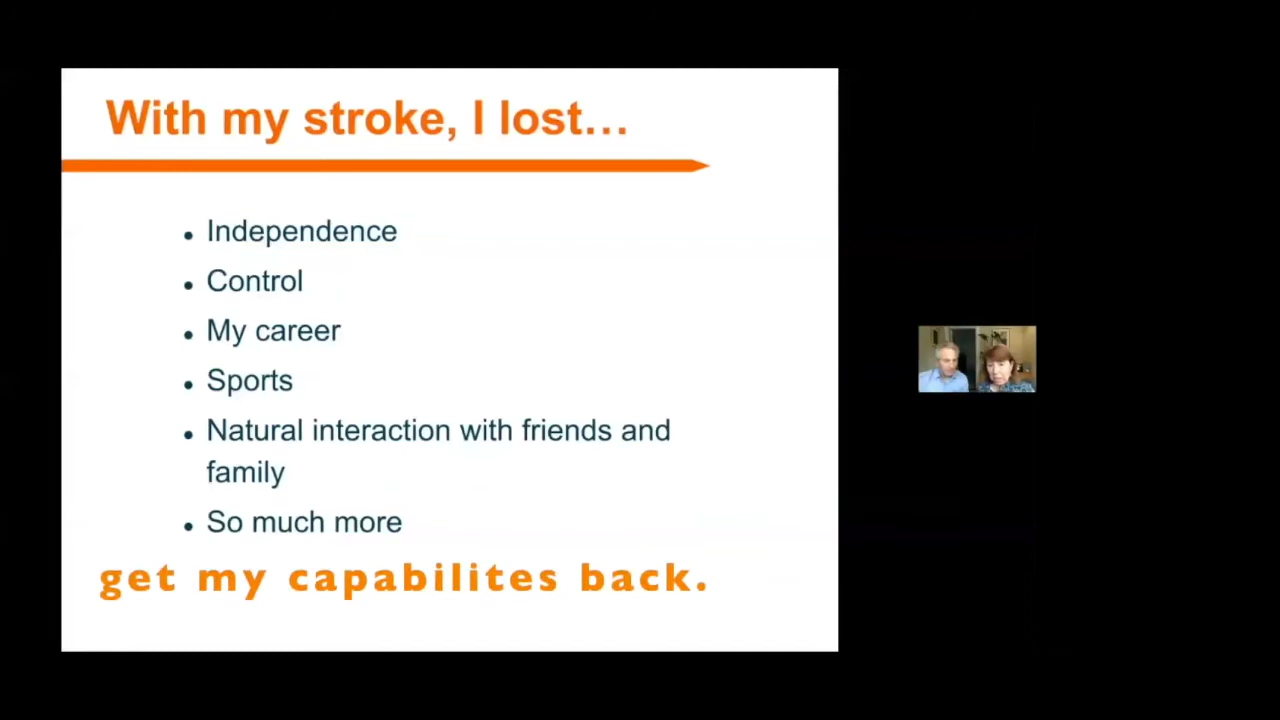 With my stroke, I lost…
• Independence
• Control
• My career
• Sports
• Natural interaction with friends and
family
• So much more
get my capabilites back.